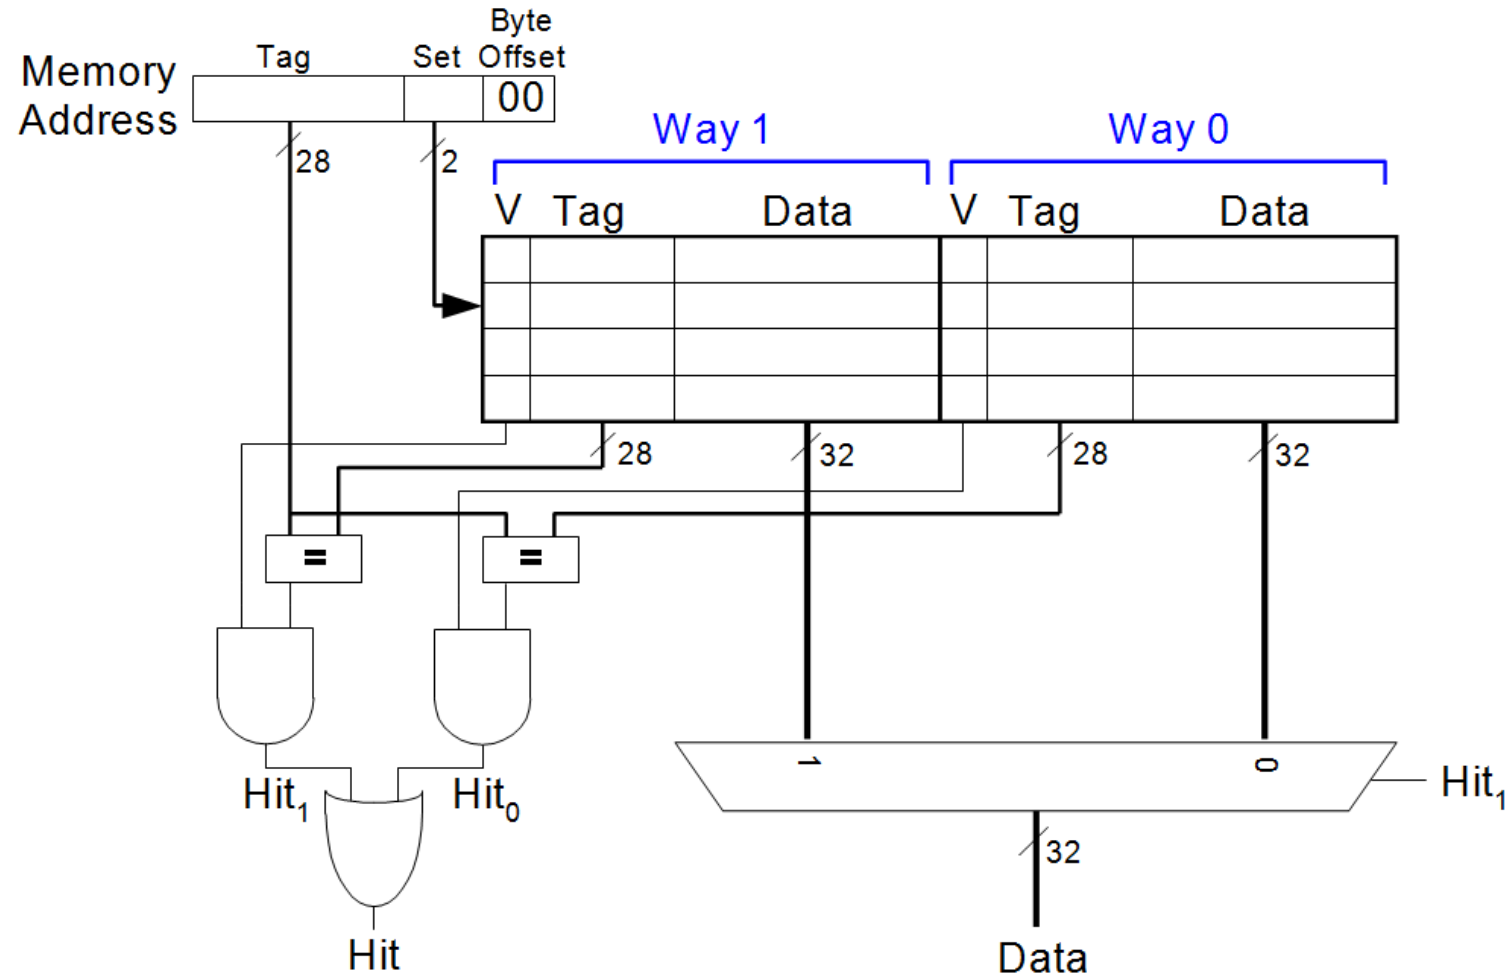 Byte
Tag Set Offset
Memory
Address
00
28 2
Way 1 Way 0
V Tag Data V Tag Data
28 32 28 32
= =
1 0
Hit1 Hit0 Hit1
32
Hit Data